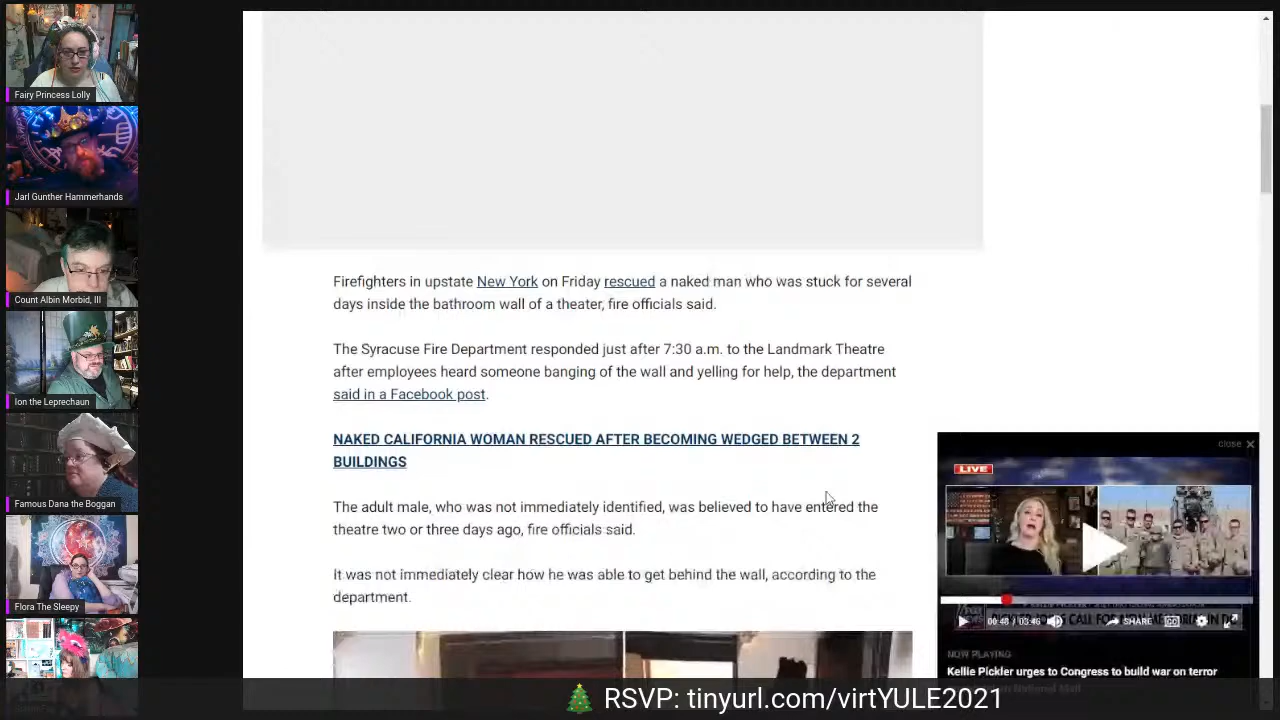 Fairy Princess Lolly
Jarl Gunther Hammerhands
Count Albin Morbid, III
Ion the Leprechaun
Famous Dana the Boggan
Flora The Sleepy
Firefighters in upstate New York on Friday rescued a naked man who was stuck for several
days inside the bathroom wall of a theater, fire officials said.
The Syracuse Fire Department responded just after 7:30 a.m. to the Landmark Theatre
after employees heard someone banging of the wall and yelling for help, the department
said in a Facebook post.
NAKED CALIFORNIA WOMAN RESCUED AFTER BECOMING WEDGED BETWEEN 2
BUILDINGS
The adult male, who was not immediately identified, was believed to have entered the
theatre two or three days ago, fire officials said.
It was not immediately clear how he was able to get behind the wall, according to the
department.
close
LIVE
00:48 / 03:46
SHARE
NOW PLAYING
Kellie Pickler urges to Congress to build war on terror
🎄 RSVP: tinyurl.com/virtYULE2021